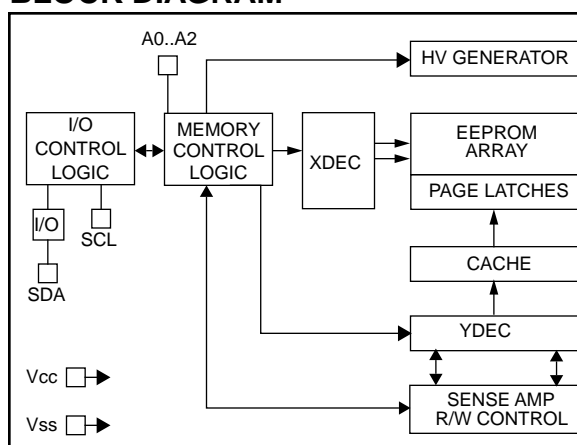 BLOCK DIAGRAM
A0..A2
HV GENERATOR
I/O
CONTROL
LOGIC
MEMORY
CONTROL
LOGIC
XDEC
EEPROM
ARRAY
PAGE LATCHES
I/O
SCL
SDA
CACHE
YDEC
Vcc
Vss
SENSE AMP
R/W CONTROL